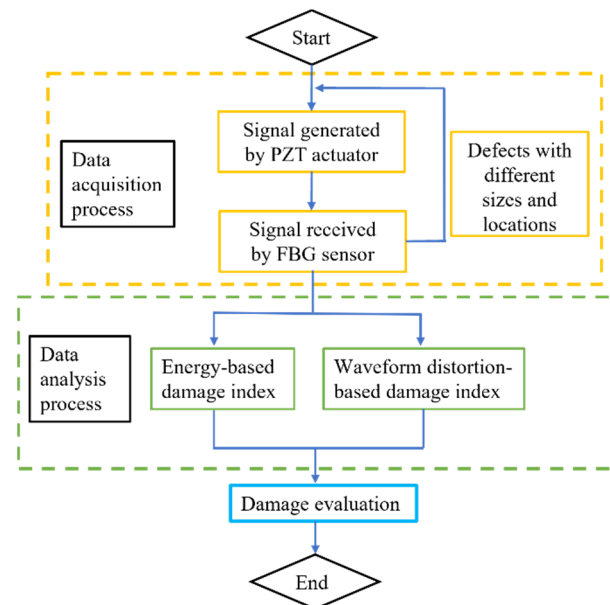 Start
Data
acquisition
process
Signal generated
by PZT actuator
Defects with
different
sizes and
locations
Signal received
by FBG sensor
Data
analysis
process
Energy-based
damage index
Waveform distortion-
based damage index
Damage evaluation
End